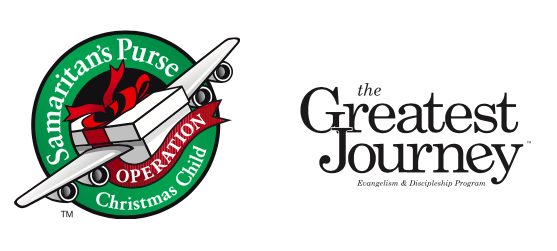 Samaritan's Purse
OPERATION
Christmas Child
TM
the
Greatest
Journey
TM
Evangelism & Discipleship Program